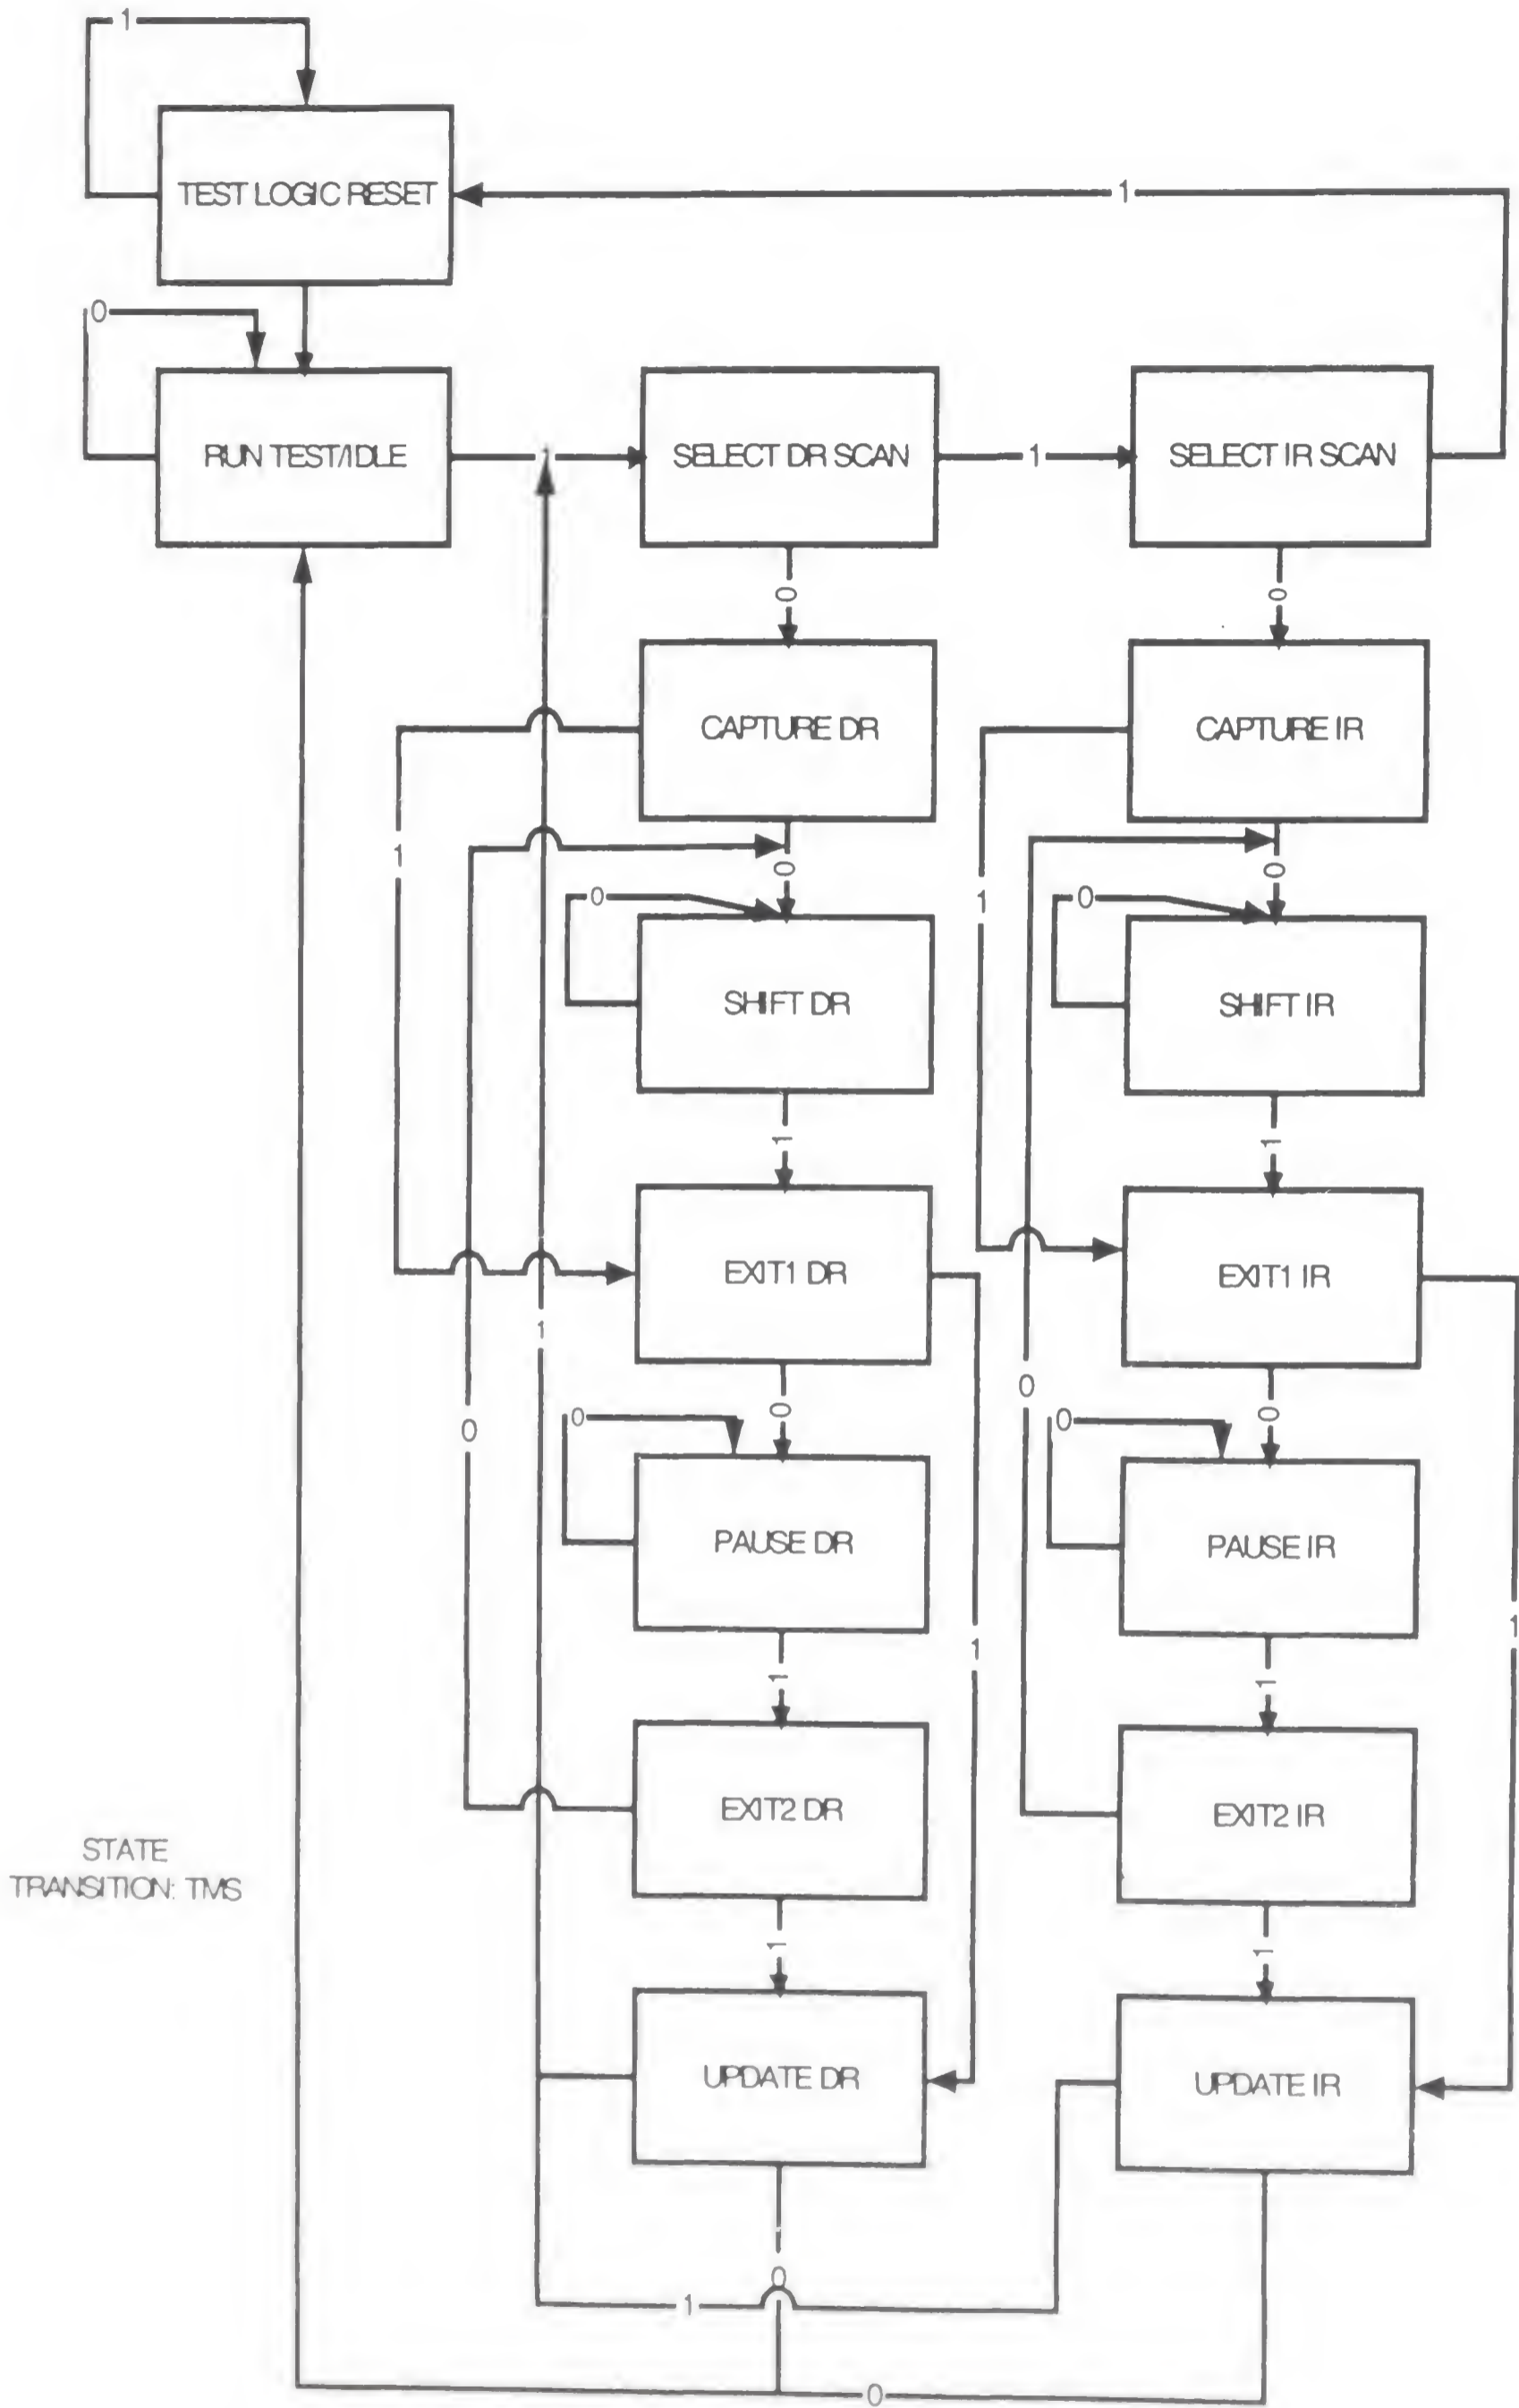 1
TEST LOGIC RESET
1
0
RUN TEST/IDLE
1
SELECT DR SCAN
1
SELECT IR SCAN
0
0
CAPTURE DR
CAPTURE IR
1
0
1
0
0
0
SHIFT DR
SHIFT IR
1
1
EXIT1 DR
EXIT1 IR
1
0
0
0
0
0
0
PAUSE DR
PAUSE IR
1
1
1
1
EXIT2 DR
EXIT2 IR
STATE
TRANSITION: TMS
1
1
UPDATE DR
UPDATE IR
0
1
0